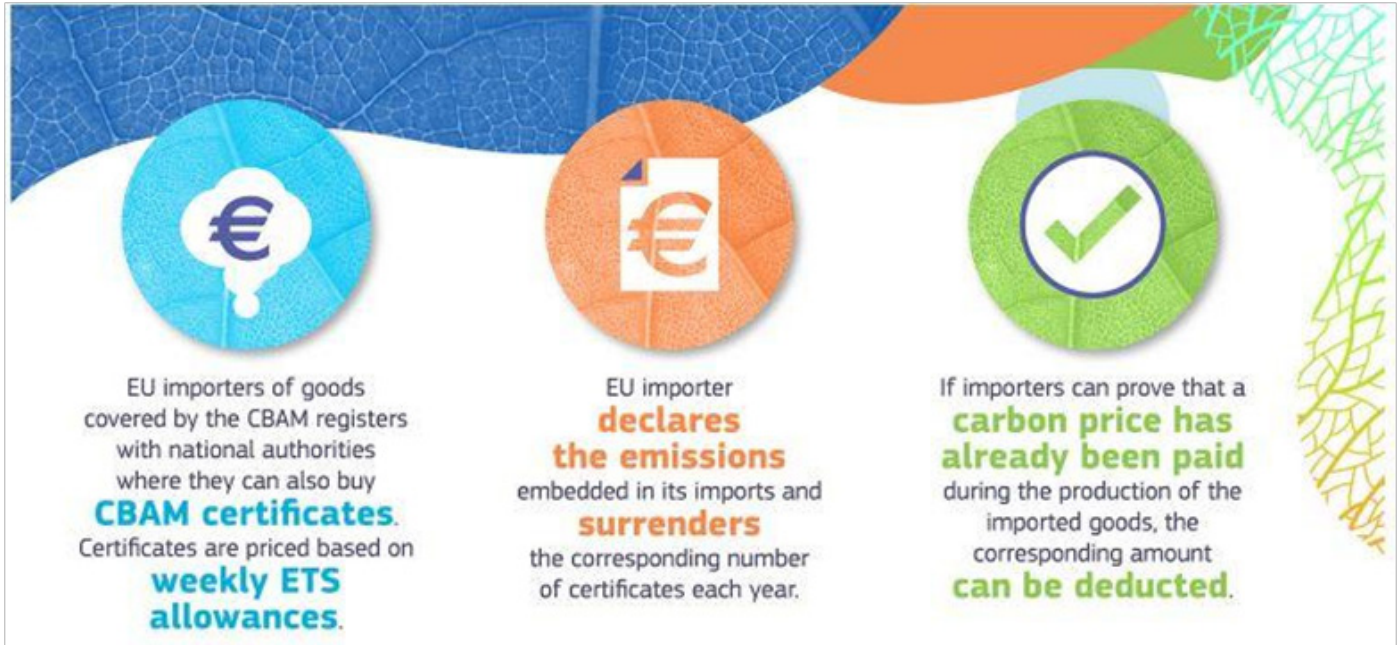 EU importers of goods
covered by the CBAM registers
with national authorities
where they can also buy
CBAM certificates.
Certificates are priced based on
weekly ETS
allowances.
EU importer
declares
the emissions
embedded in its imports and
surrenders
the corresponding number
of certificates each year.
If importers can prove that a
carbon price has
already been paid
during the production of the
imported goods, the
corresponding amount
can be deducted.